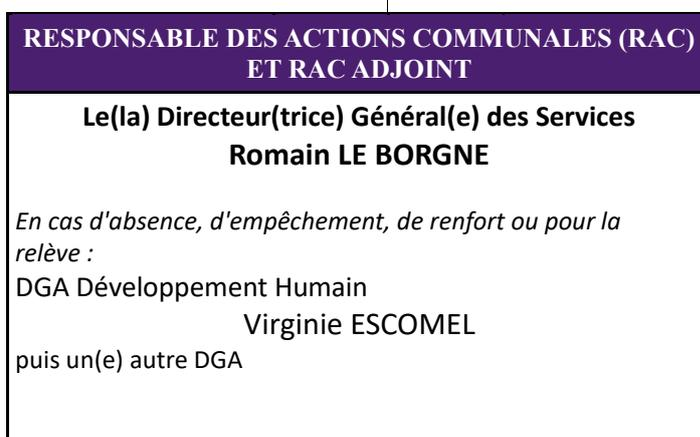 RESPONSABLE DES ACTIONS COMMUNALES (RAC)
ET RAC ADJOINT
Le(la) Directeur(trice) Général(e) des Services
Romain LE BORGNE
En cas d'absence, d'empêchement, de renfort ou pour la
relève :
DGA Développement Humain
Virginie ESCOMEL
puis un(e) autre DGA